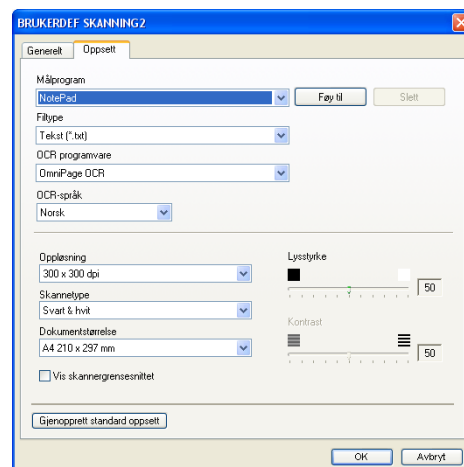 BRUKERDEF SKANNING2
Generelt Oppsett
Målprogram
NotePad Føy til Slett
Filtype
Tekst (*.txt)
OCR programvare
OmniPage OCR
OCR-språk
Norsk
Oppløsning Lysstyrke
300 x 300 dpi 50
Skannetype
Svart & hvit Kontrast
Dokumentstørrelse
A4 210 x 297 mm 50
Vis skannergrensesnittet
Gjenopprett standard oppsett
OK Avbryt